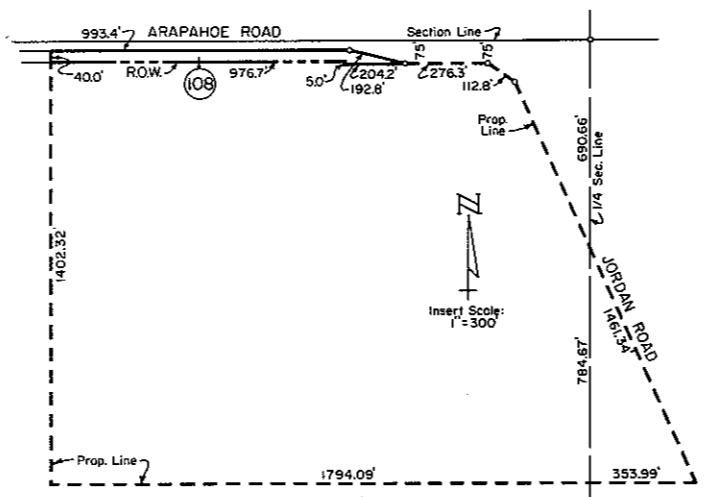 993.4' ARAPAHOE ROAD
Section Line
75'
75'
40.0'
R.O.W.
976.7'
5.0'
204.2'
276.3'
192.8'
112.8'
108
Prop.
Line
690.66'
1/4 Sec. Line
N
1402.32'
Insert Scale:
1"=300'
JORDAN ROAD
1461.34'
784.67'
Prop. Line
1794.09'
353.99'